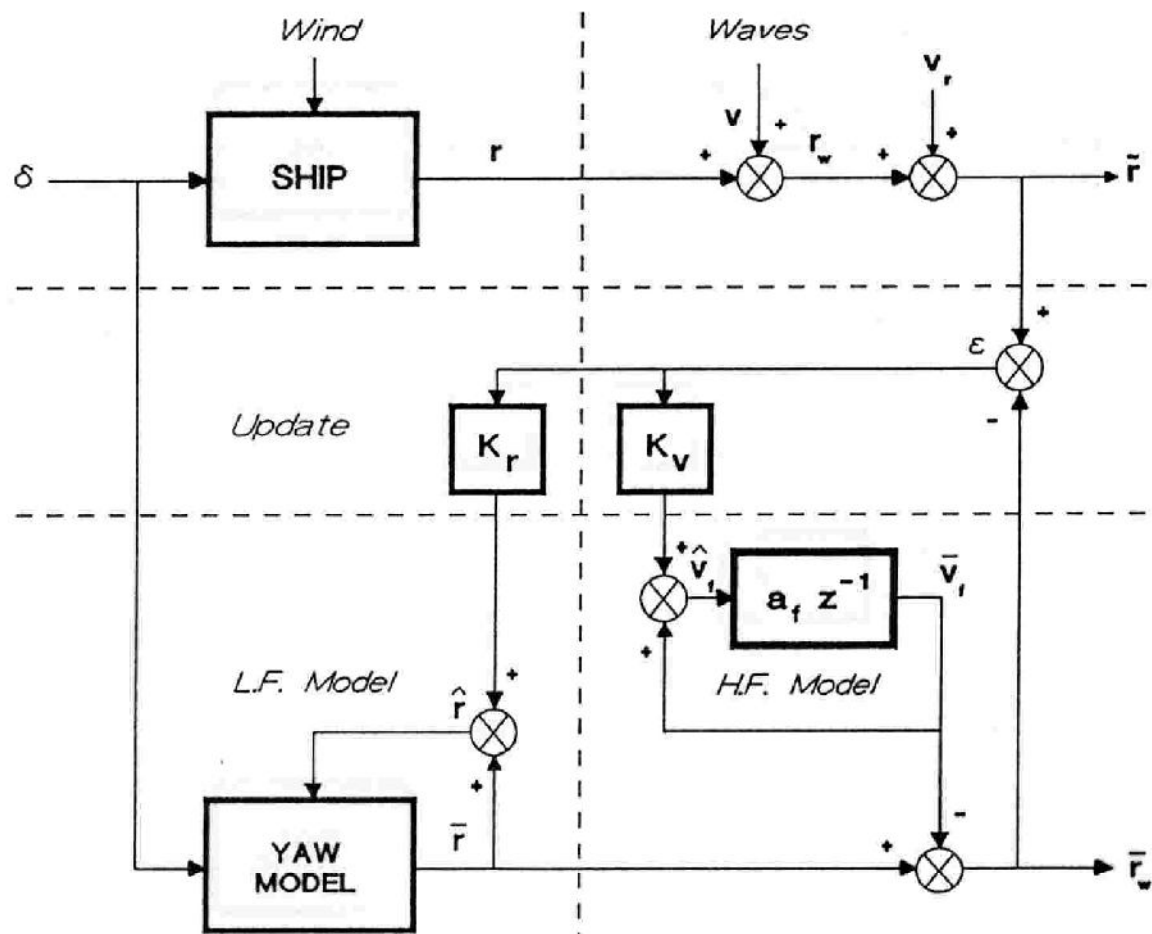 Wind
Waves
v_r
v
+
δ
SHIP
r
+
r_w
+
+
r̃
+
ε
-
Update
K_r
K_v
+
v̂_f
a_f z⁻¹
v̄_f
+
L.F. Model
H.F. Model
+
r̂
+
-
YAW
MODEL
r̄
+
r̄_w